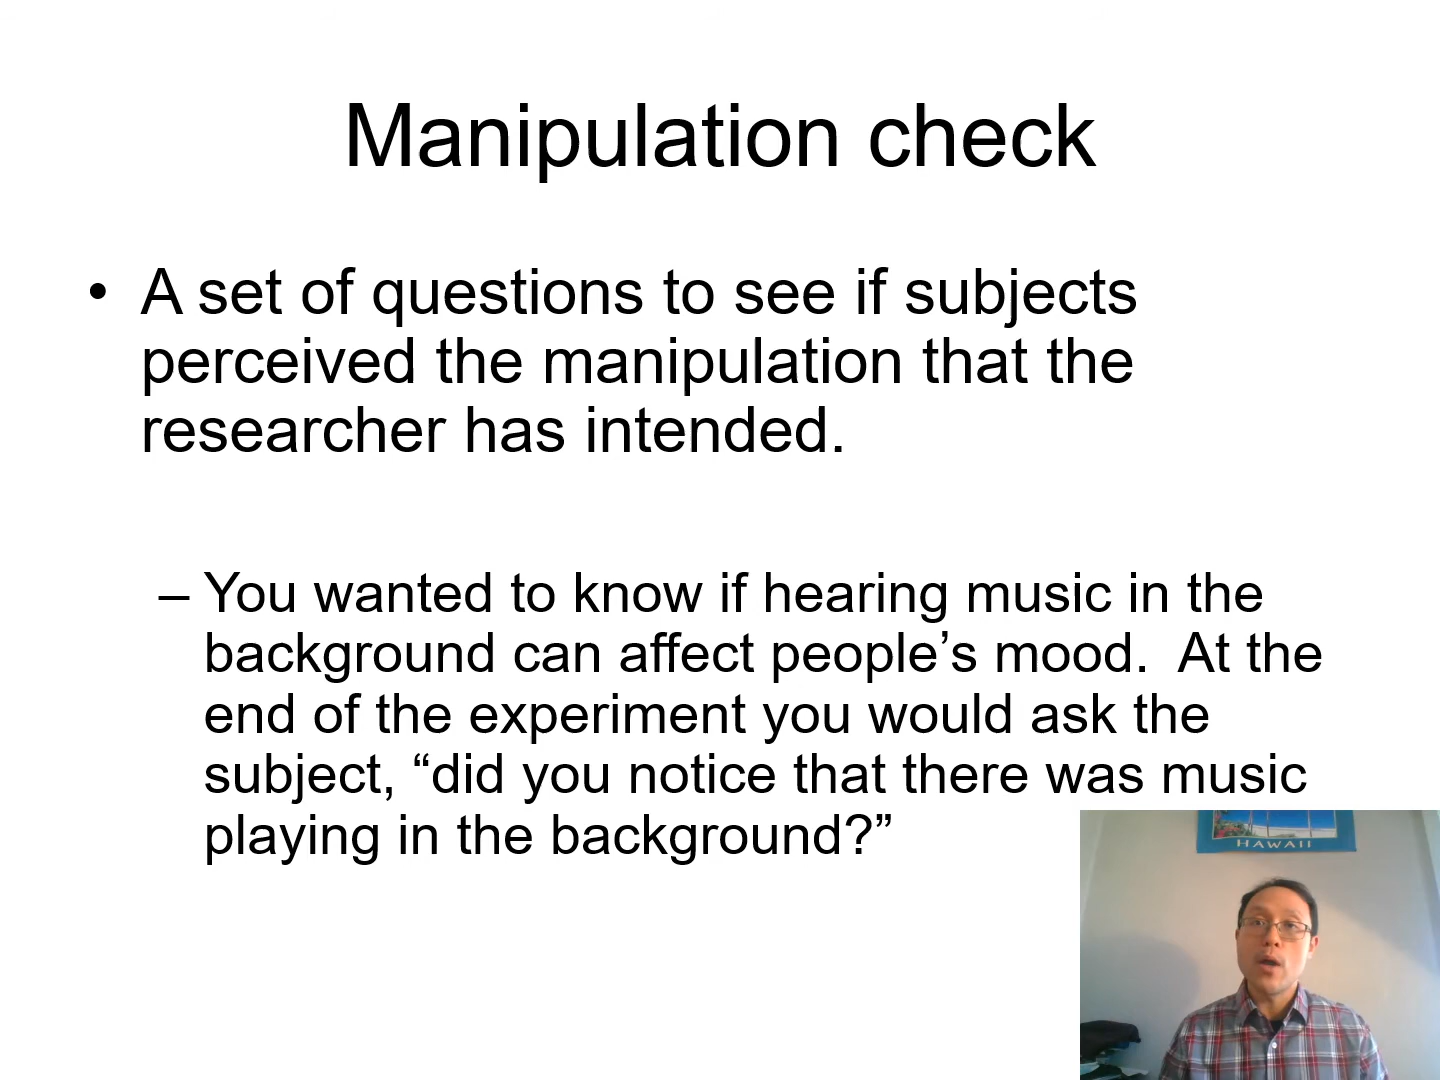 Manipulation check
• A set of questions to see if subjects
perceived the manipulation that the
researcher has intended.
– You wanted to know if hearing music in the
background can affect people’s mood.  At the
end of the experiment you would ask the
subject, “did you notice that there was music
playing in the background?”
HAWAII